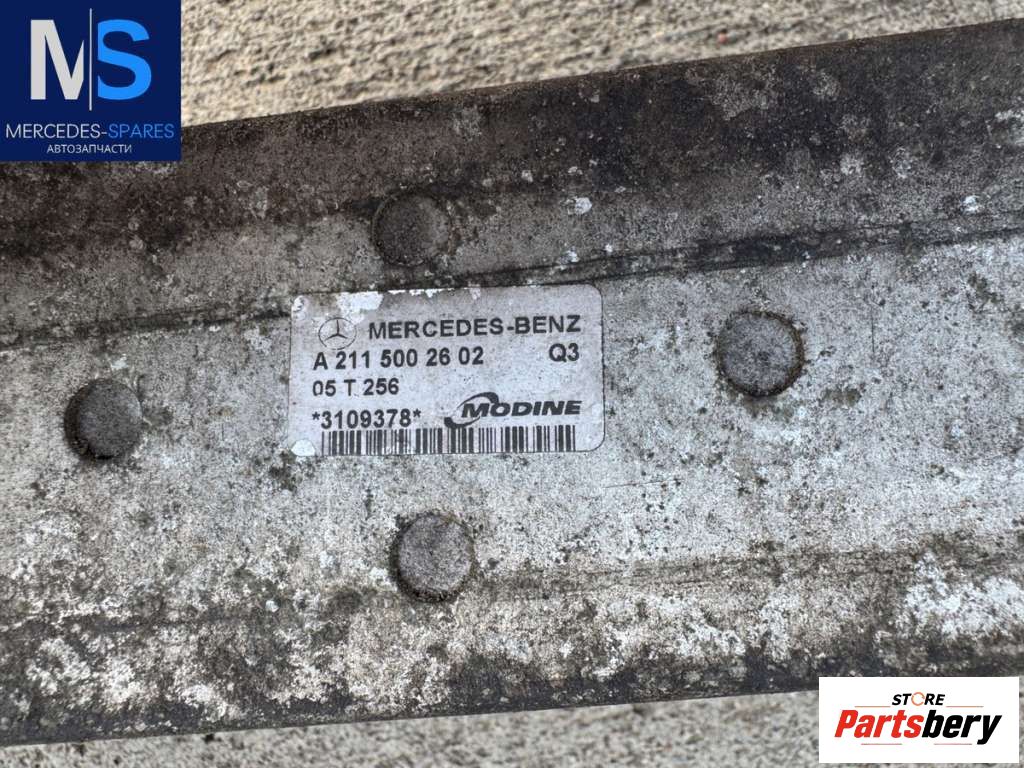 MS
MERCEDES-SPARES
АВТОЗАПЧАСТИ
MERCEDES-BENZ
A 211 500 26 02 Q3
05 T 256
*3109378* MODINE
STORE
Partsbery